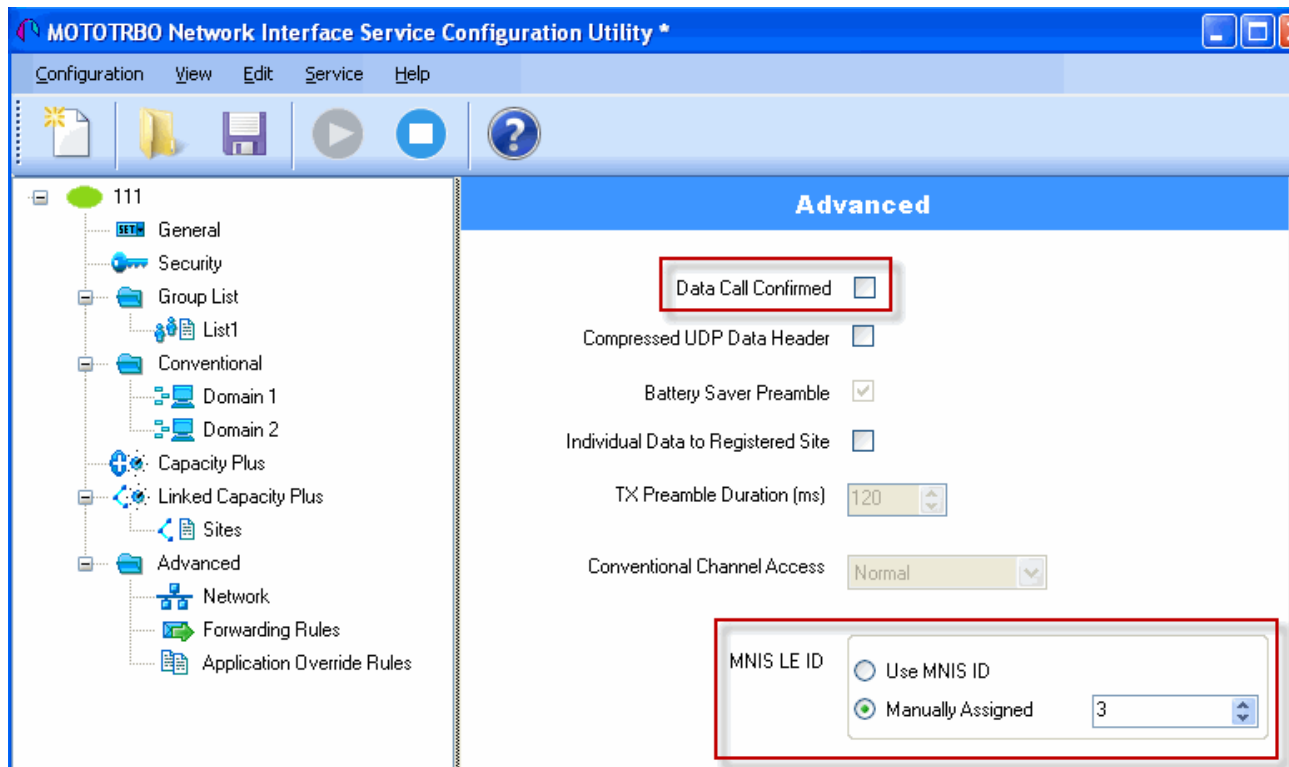 MOTOTRBO Network Interface Service Configuration Utility *
Configuration View Edit Service Help
?
111
SET General
Security
Group List
List1
Conventional
Domain 1
Domain 2
Capacity Plus
Linked Capacity Plus
Sites
Advanced
Network
Forwarding Rules
Application Override Rules
Advanced
Data Call Confirmed
Compressed UDP Data Header
Battery Saver Preamble
Individual Data to Registered Site
TX Preamble Duration (ms) 120
Conventional Channel Access Normal
MNIS LE ID
Use MNIS ID
Manually Assigned 3